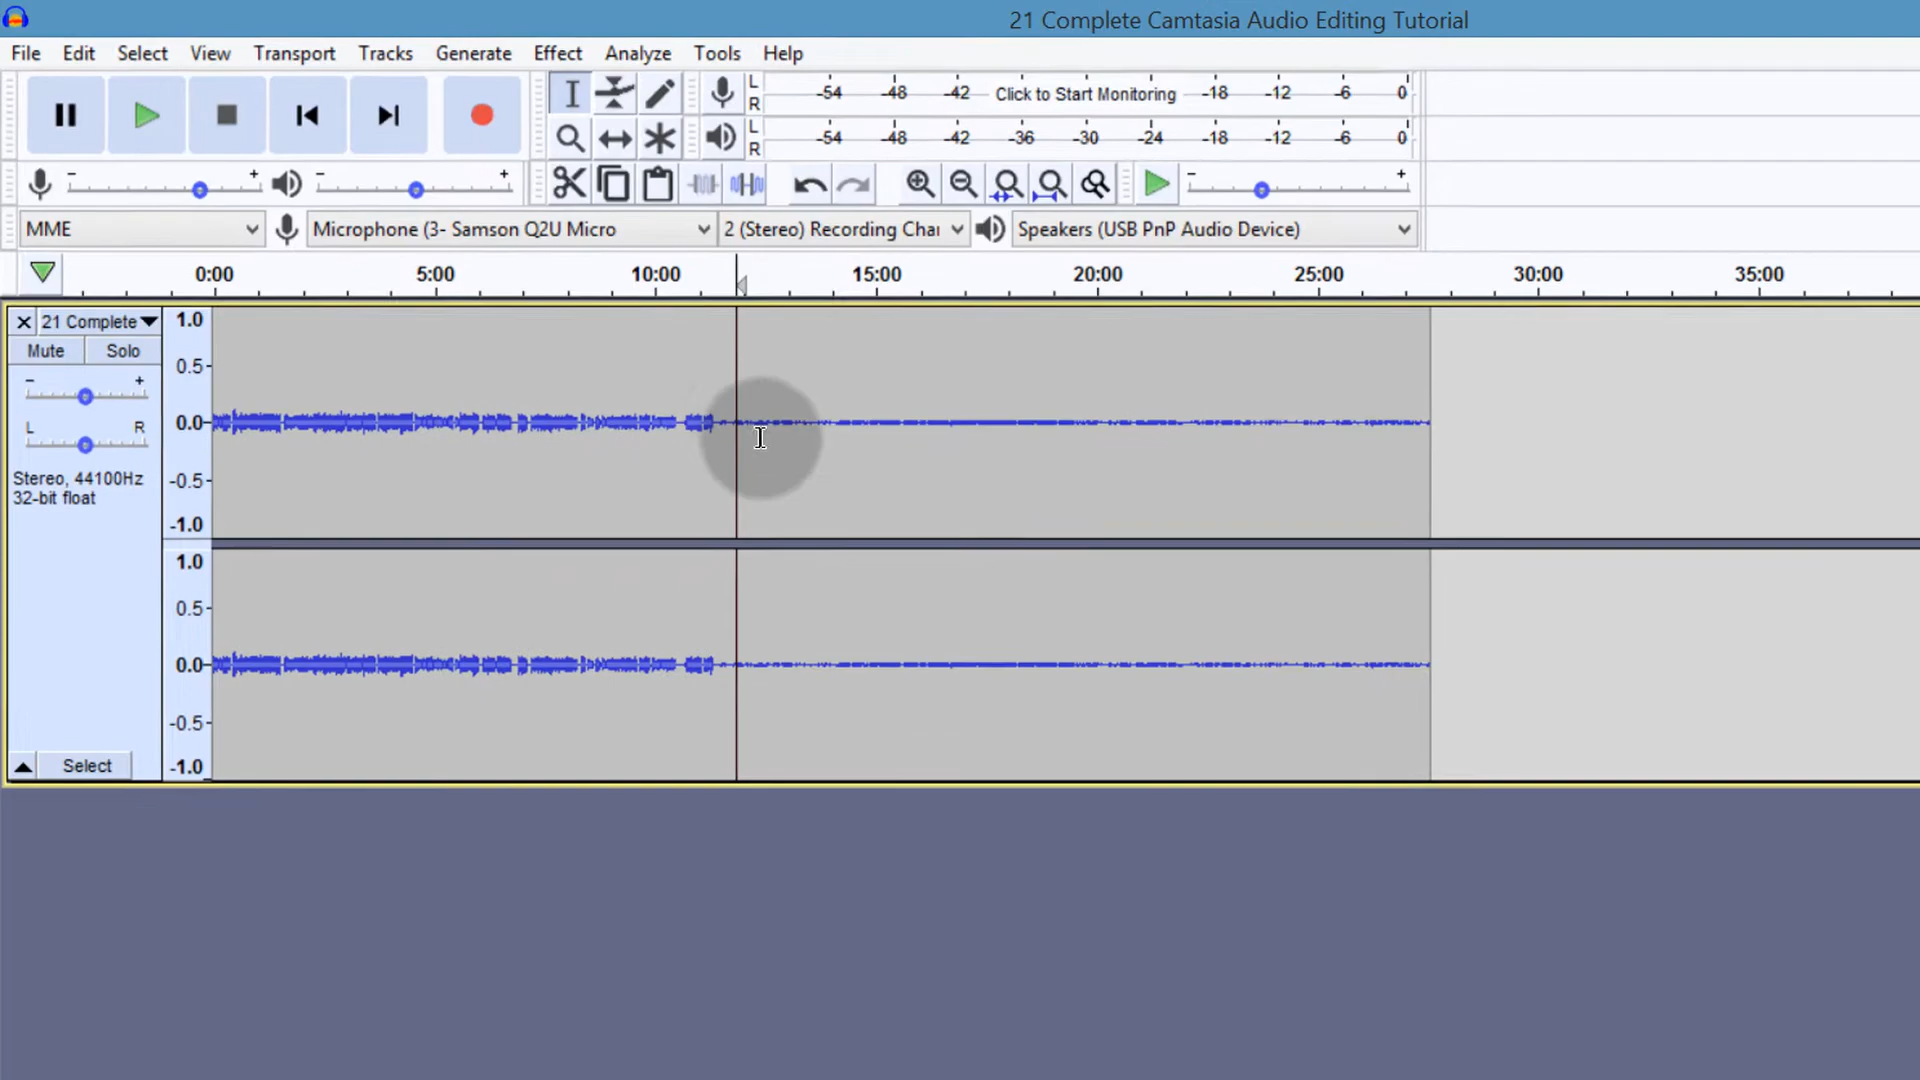 21 Complete Camtasia Audio Editing Tutorial
File Edit Select View Transport Tracks Generate Effect Analyze Tools Help
L
R
-54 -48 -42 Click to Start Monitoring -18 -12 -6 0
L
R
-54 -48 -42 -36 -30 -24 -18 -12 -6 0
- + - + - +
MME Microphone (3- Samson Q2U Micro 2 (Stereo) Recording Chai Speakers (USB PnP Audio Device)
0:00 5:00 10:00 15:00 20:00 25:00 30:00 35:00
21 Complete
Mute Solo
- +
L R
Stereo, 44100Hz
32-bit float
Select
1.0
0.5-
0.0-
-0.5-
-1.0
1.0
0.5-
0.0-
-0.5-
-1.0